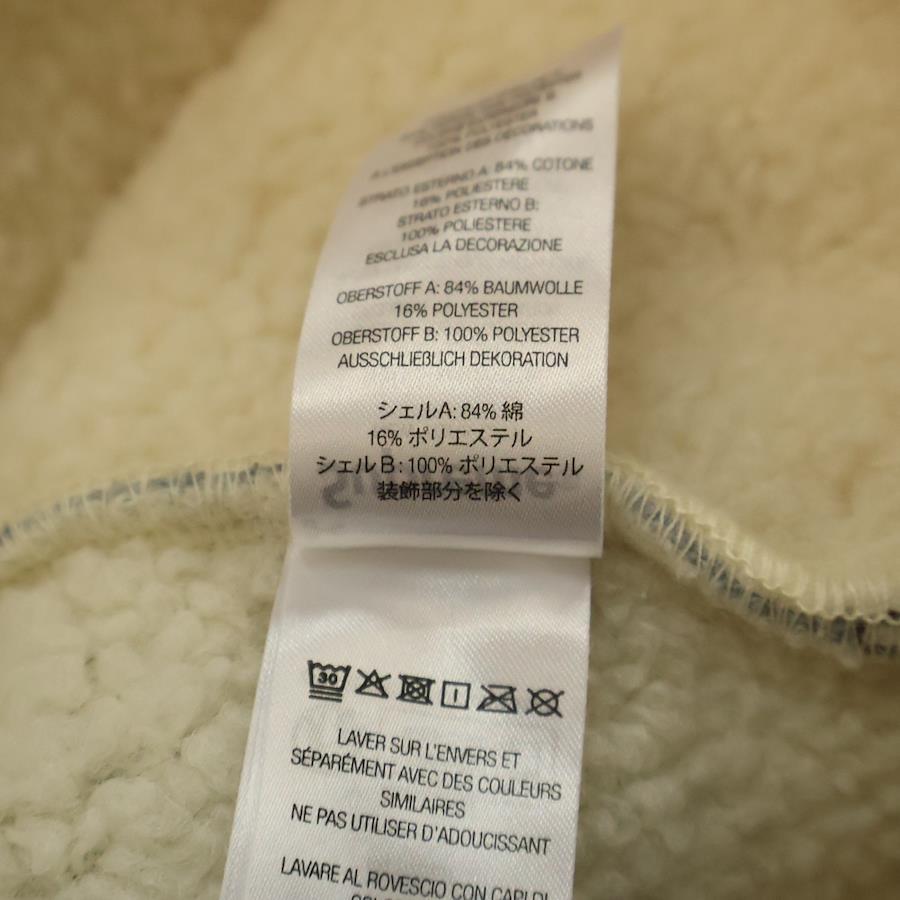 À L'EXCEPTION DES DÉCORATIONS
STRATO ESTERNO A: 84% COTONE
16% POLIESTERE
STRATO ESTERNO B:
100% POLIESTERE
ESCLUSA LA DECORAZIONE
OBERSTOFF A: 84% BAUMWOLLE
16% POLYESTER
OBERSTOFF B: 100% POLYESTER
AUSSCHLIEßLICH DEKORATION
シェルA: 84% 綿
16% ポリエステル
シェル B: 100% ポリエステル
装飾部分を除く
30
LAVER SUR L'ENVERS ET
SÉPARÉMENT AVEC DES COULEURS
SIMILAIRES
NE PAS UTILISER D'ADOUCISSANT
LAVARE AL ROVESCIO CON CAPI DI